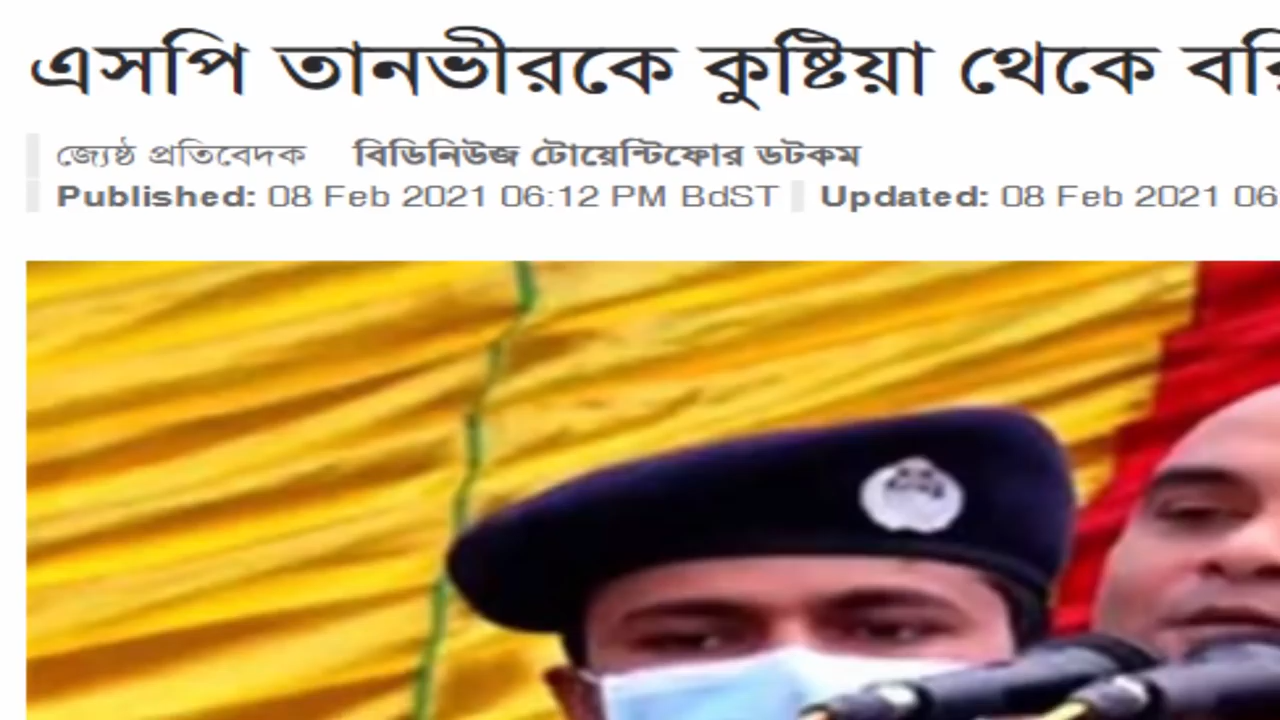 এসপি তানভীরকে কুষ্টিয়া থেকে
জ্যেষ্ঠ প্রতিবেদক বিডিনিউজ টোয়েন্টিফোর ডটকম
Published: 08 Feb 2021 06:12 PM BdST Updated: 08 Feb 2021 06